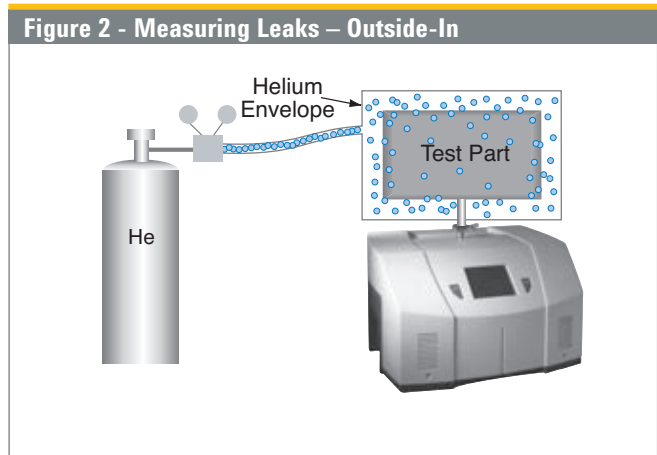 Figure 2 - Measuring Leaks – Outside-In
Helium
Envelope
Test Part
He